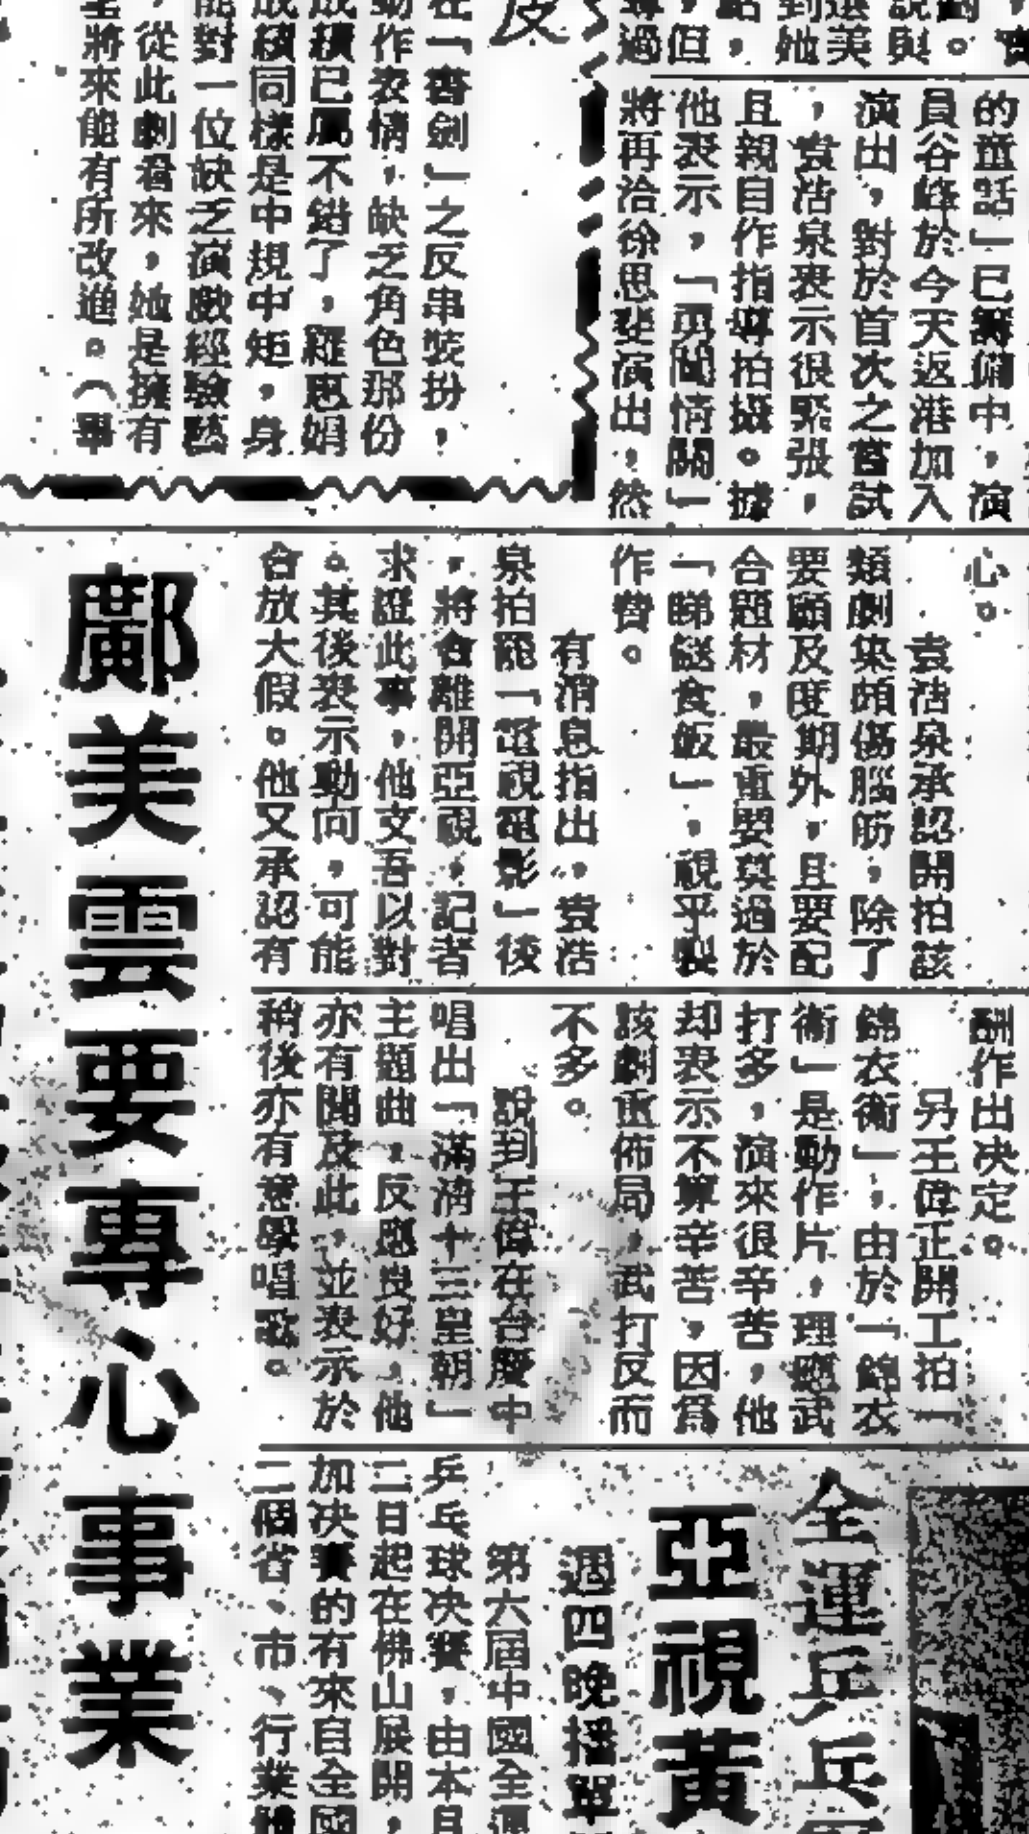 的童話」已籌備中，演
員谷峰於今天返港加入
演出，對於首次之嘗試
，袁浩泉表示很緊張，
且親自作指導拍攝。據
他表示，「勇闖情關」
將再洽徐思斐演出，然
在「書劍」之反串裝扮，
動作表情，缺乏角色那份
成績已屬不錯了，羅恩娟
成績同樣是中規中矩，身
能對一位缺乏演戲經驗藝
，從此劇看來，她是擁有
將來能有所改進。（畢
心。
袁浩泉承認開拍該
類劇集頗傷腦筋，除了
要顧及度期外，且要配
合題材，最重要莫過於
「睇謎食飯」，視乎製
作費。
有消息指出，袁浩
泉拍罷「電視電影」後
，將會離開亞視，記者
求證此事，他支吾以對
。其後表示動向，可能
合放大假。他又承認有
酬作出決定。
另王偉正開工拍「
錦衣衛」，由於「錦衣
衛」是動作片，理應武
打多，演來很辛苦，他
却表示不算辛苦，因爲
該劇重佈局，武打反而
不多。
說到王偉在台慶中
唱出「滿清十三皇朝」
主題曲，反應良好，他
亦有關及此，並表示於
稍後亦有意學唱歌。
鄺美雲要專心事業
全運乒乓
亞視黃
週四晚播單
第六屆中國全運
乒乓球決賽，由本月
二日起在佛山展開，
加決賽的有來自全國
二個省、市、行業